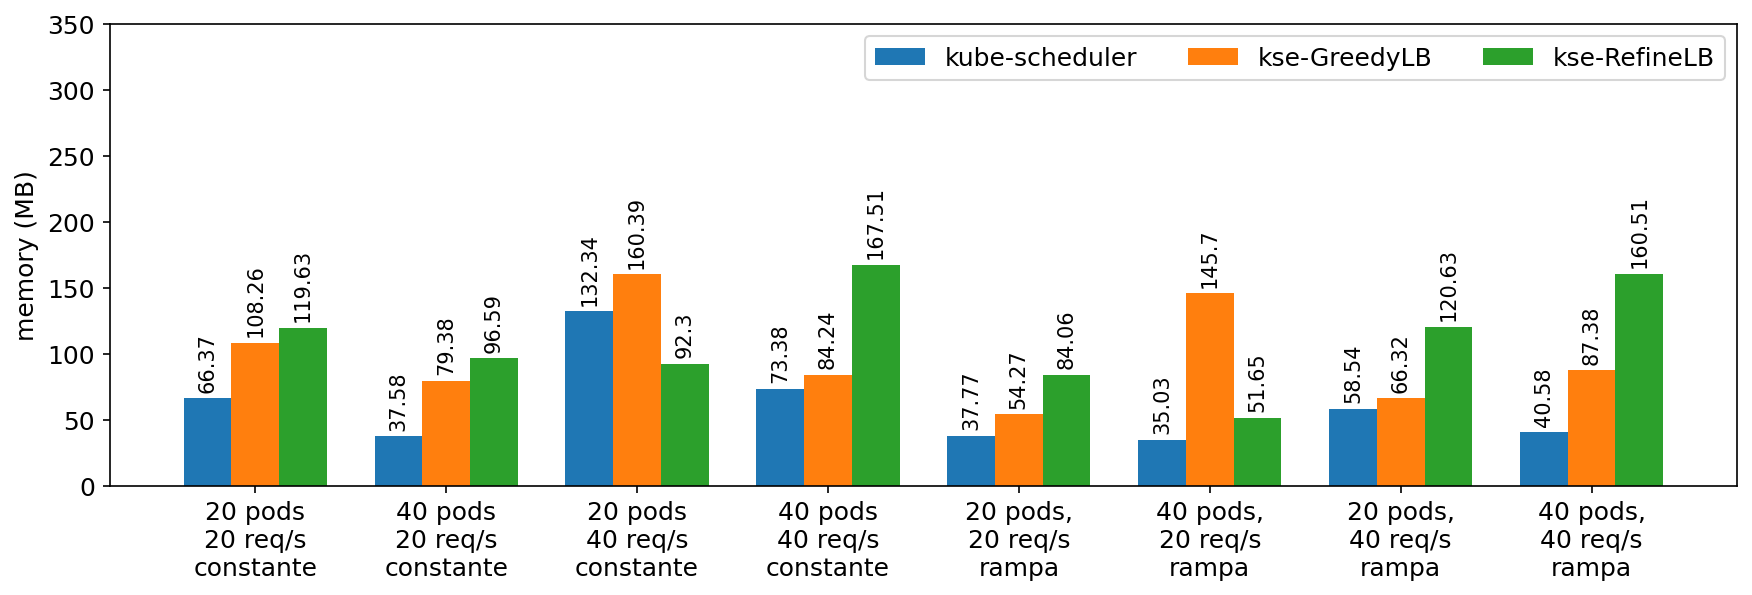 350
300
250
200
150
100
50
0
memory (MB)
kube-scheduler kse-GreedyLB kse-RefineLB
66.37 108.26 119.63
37.58 79.38 96.59
132.34 160.39 92.3
73.38 84.24 167.51
37.77 54.27 84.06
35.03 145.7 51.65
58.54 66.32 120.63
40.58 87.38 160.51
20 pods
20 req/s
constante
40 pods
20 req/s
constante
20 pods
40 req/s
constante
40 pods
40 req/s
constante
20 pods,
20 req/s
rampa
40 pods,
20 req/s
rampa
20 pods,
40 req/s
rampa
40 pods,
40 req/s
rampa